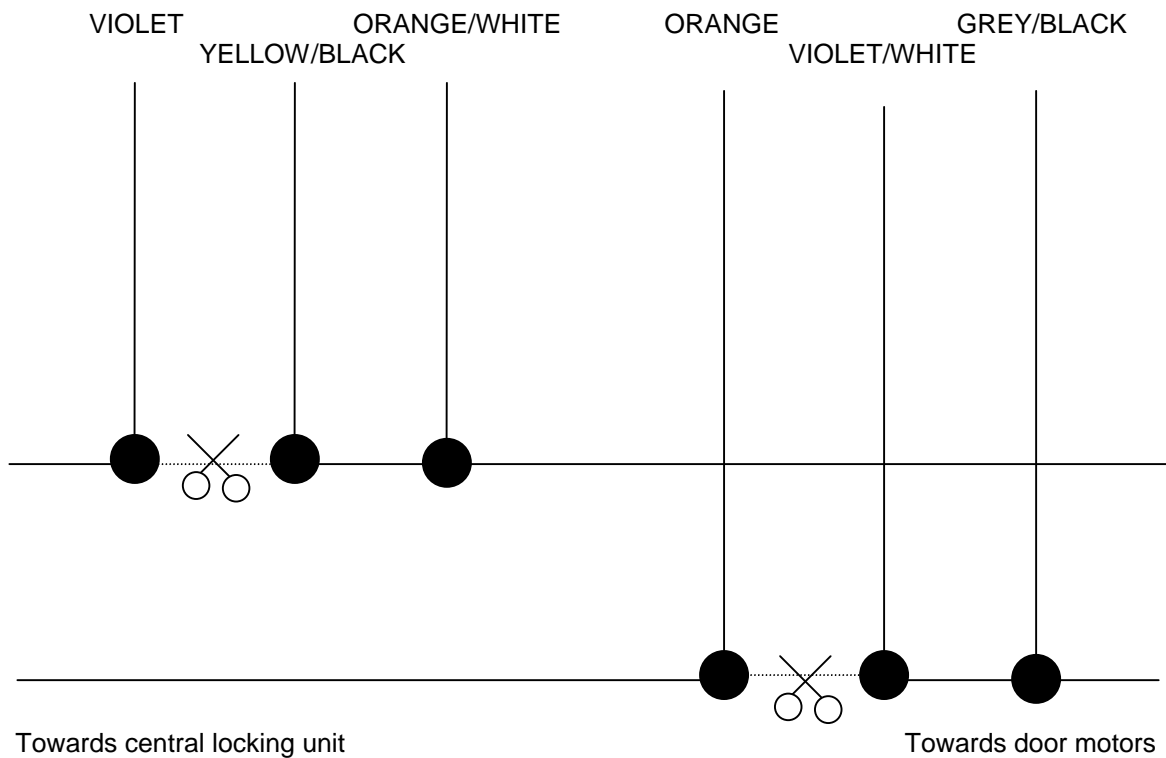 VIOLET ORANGE/WHITE ORANGE GREY/BLACK
YELLOW/BLACK VIOLET/WHITE
Towards central locking unit Towards door motors